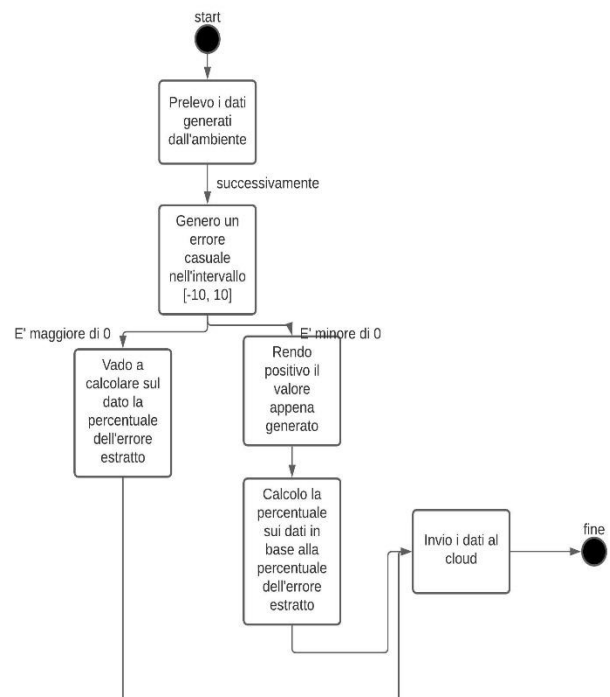 start
Prelevo i dati
generati
dall'ambiente
successivamente
Genero un
errore
casuale
nell'intervallo
[-10, 10]
E' maggiore di 0
E' minore di 0
Vado a
calcolare sul
dato la
percentuale
dell'errore
estratto
Rendo
positivo il
valore
appena
generato
Calcolo la
percentuale
sui dati in
base alla
percentuale
dell'errore
estratto
Invio i dati al
cloud
fine